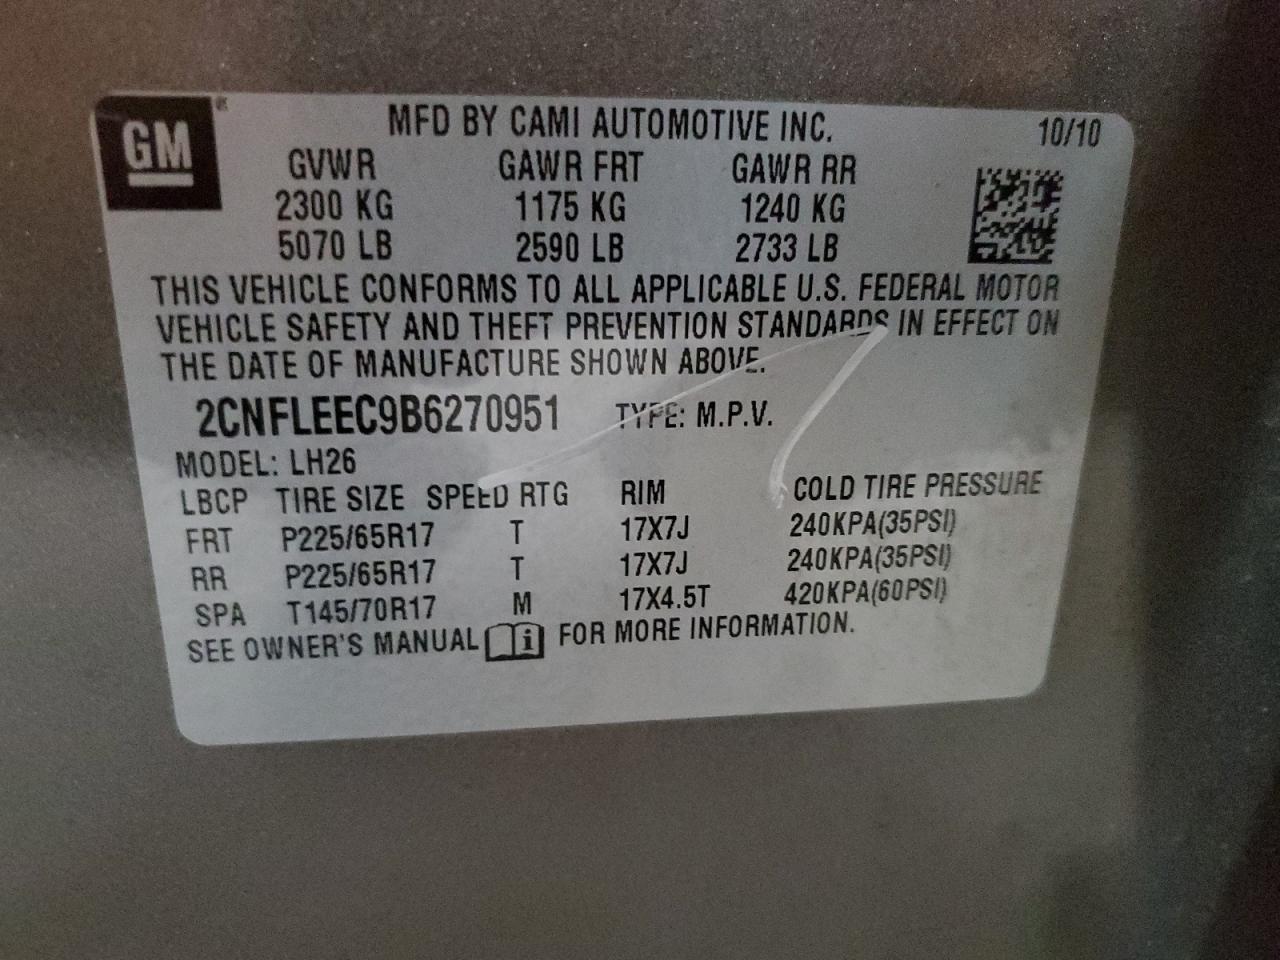 GM
MFD BY CAMI AUTOMOTIVE INC. 10/10
GVWR GAWR FRT GAWR RR
2300 KG 1175 KG 1240 KG
5070 LB 2590 LB 2733 LB
THIS VEHICLE CONFORMS TO ALL APPLICABLE U.S. FEDERAL MOTOR
VEHICLE SAFETY AND THEFT PREVENTION STANDARDS IN EFFECT ON
THE DATE OF MANUFACTURE SHOWN ABOVE.
2CNFLEEC9B6270951 TYPE: M.P.V.
MODEL: LH26
LBCP TIRE SIZE SPEED RTG RIM COLD TIRE PRESSURE
FRT P225/65R17 T 17X7J 240KPA(35PSI)
RR P225/65R17 T 17X7J 240KPA(35PSI)
SPA T145/70R17 M 17X4.5T 420KPA(60PSI)
SEE OWNER'S MANUAL i FOR MORE INFORMATION.